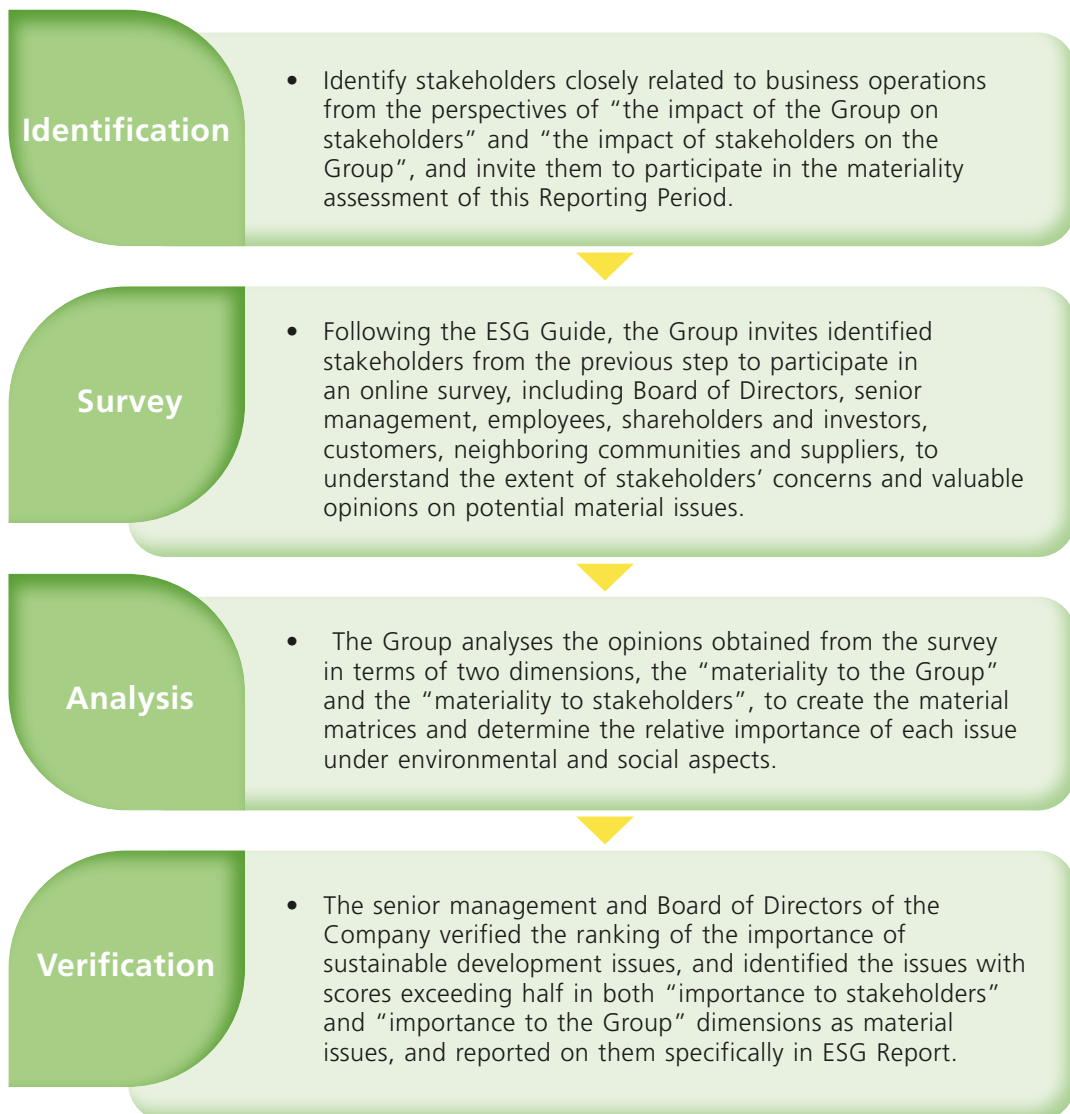 Identification
• Identify stakeholders closely related to business operations
from the perspectives of “the impact of the Group on
stakeholders” and “the impact of stakeholders on the
Group”, and invite them to participate in the materiality
assessment of this Reporting Period.
Survey
• Following the ESG Guide, the Group invites identified
stakeholders from the previous step to participate in
an online survey, including Board of Directors, senior
management, employees, shareholders and investors,
customers, neighboring communities and suppliers, to
understand the extent of stakeholders’ concerns and valuable
opinions on potential material issues.
Analysis
• The Group analyses the opinions obtained from the survey
in terms of two dimensions, the “materiality to the Group”
and the “materiality to stakeholders”, to create the material
matrices and determine the relative importance of each issue
under environmental and social aspects.
Verification
• The senior management and Board of Directors of the
Company verified the ranking of the importance of
sustainable development issues, and identified the issues with
scores exceeding half in both “importance to stakeholders”
and “importance to the Group” dimensions as material
issues, and reported on them specifically in ESG Report.